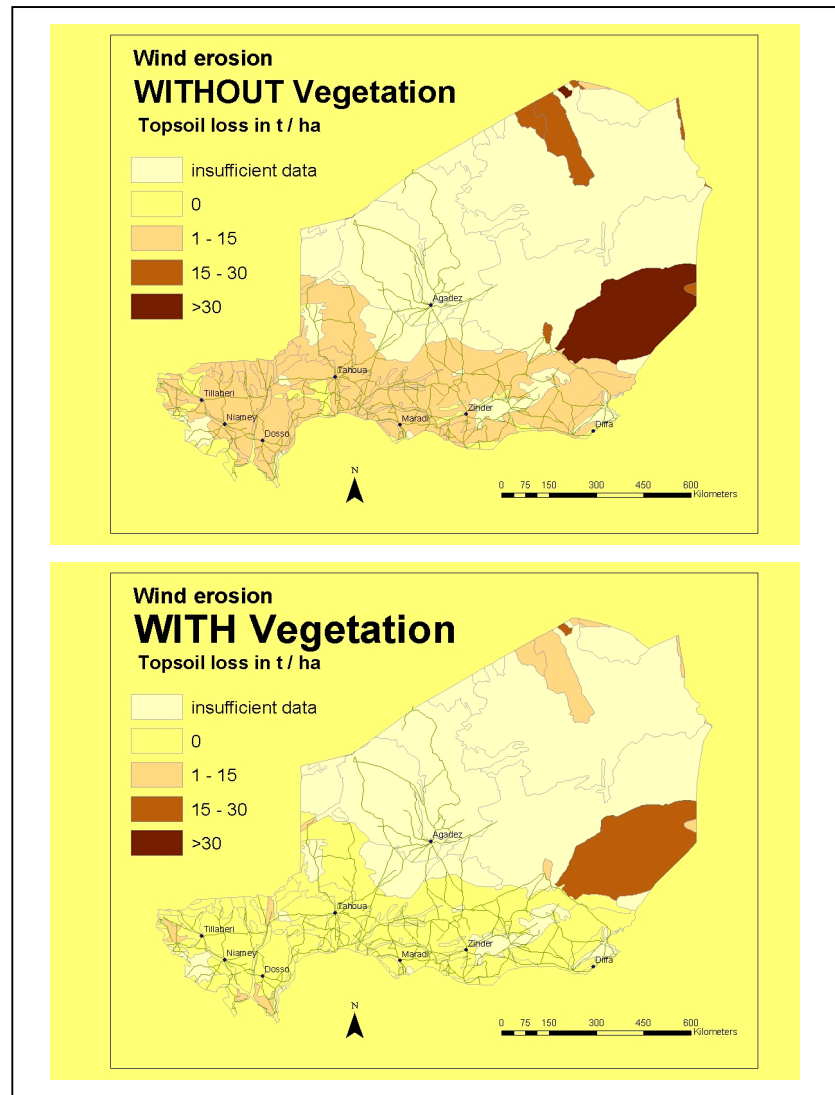 Wind erosion
WITHOUT Vegetation
Topsoil loss in t / ha
insufficient data
0
1 - 15
15 - 30
>30
Agadez
Tahoua
Tillaberi
Zinder
Niamey
Maradi
Dosso
Diffa
N
0 75 150 300 450 600
Kilometers
Wind erosion
WITH Vegetation
Topsoil loss in t / ha
insufficient data
0
1 - 15
15 - 30
>30
Agadez
Tahoua
Tillaberi
Zinder
Niamey
Maradi
Dosso
Diffa
N
0 75 150 300 450 600
Kilometers